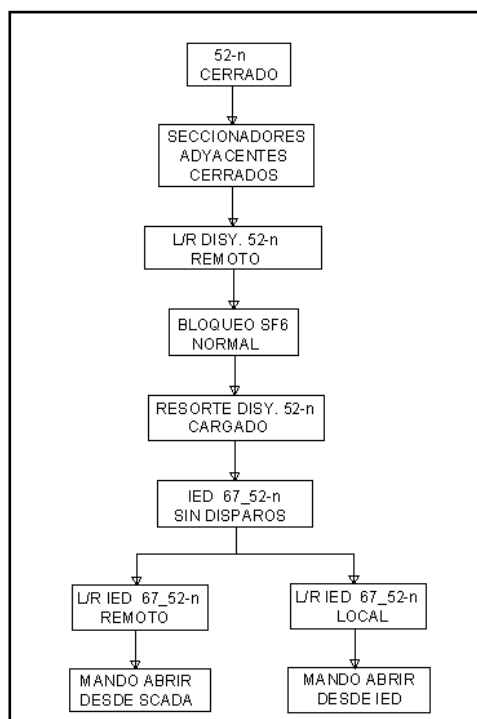 52-n
CERRADO
SECCIONADORES
ADYACENTES
CERRADOS
L/R DISY. 52-n
REMOTO
BLOQUEO SF6
NORMAL
RESORTE DISY. 52-n
CARGADO
IED 67_52-n
SIN DISPAROS
L/R IED 67_52-n
REMOTO
L/R IED 67_52-n
LOCAL
MANDO ABRIR
DESDE SCADA
MANDO ABRIR
DESDE IED